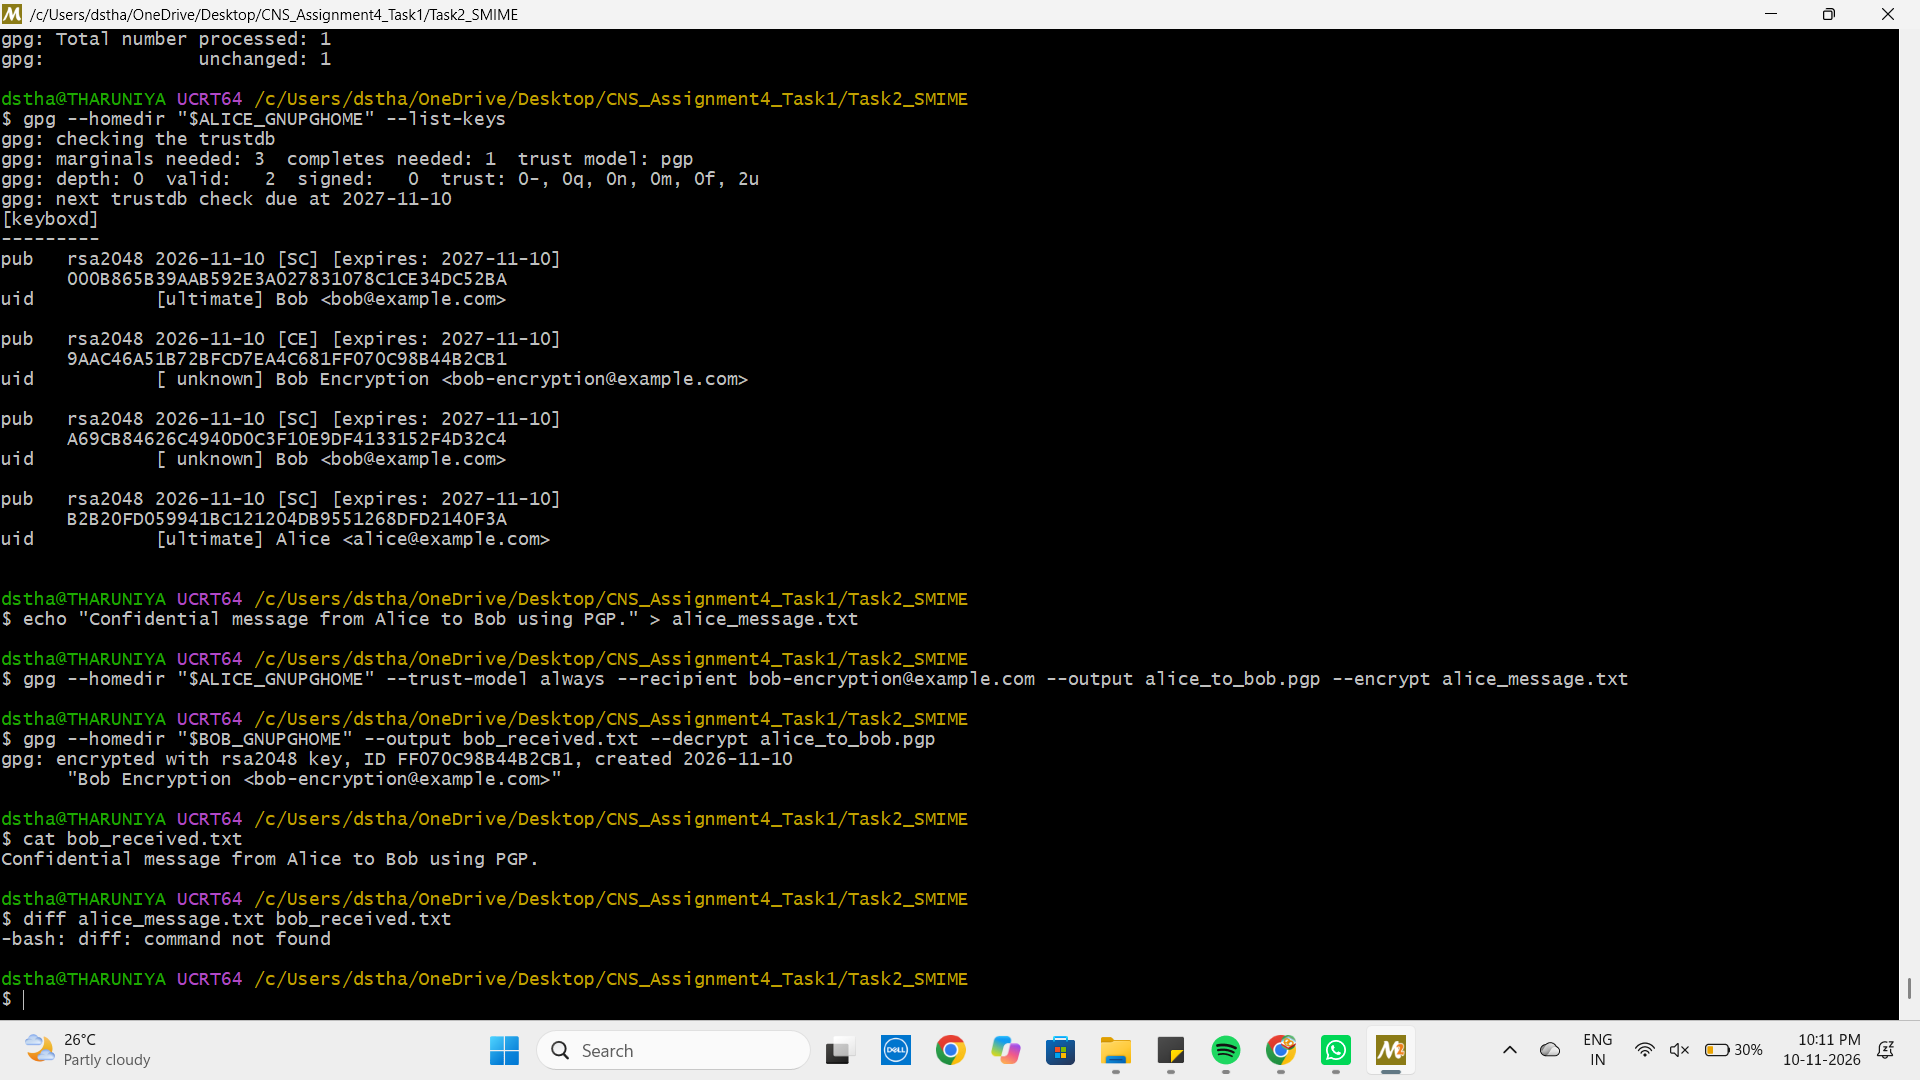 /c/Users/dstha/OneDrive/Desktop/CNS_Assignment4_Task1/Task2_SMIME
gpg: Total number processed: 1
gpg:              unchanged: 1
dstha@THARUNIYA UCRT64 /c/Users/dstha/OneDrive/Desktop/CNS_Assignment4_Task1/Task2_SMIME
$ gpg --homedir "$ALICE_GNUPGHOME" --list-keys
gpg: checking the trustdb
gpg: marginals needed: 3  completes needed: 1  trust model: pgp
gpg: depth: 0  valid:   2  signed:   0  trust: 0-, 0q, 0n, 0m, 0f, 2u
gpg: next trustdb check due at 2027-11-10
[keyboxd]
---------
pub   rsa2048 2026-11-10 [SC] [expires: 2027-11-10]
      000B865B39AAB592E3A027831078C1CE34DC52BA
uid           [ultimate] Bob <bob@example.com>
pub   rsa2048 2026-11-10 [CE] [expires: 2027-11-10]
      9AAC46A51B72BFCD7EA4C681FF070C98B44B2CB1
uid           [ unknown] Bob Encryption <bob-encryption@example.com>
pub   rsa2048 2026-11-10 [SC] [expires: 2027-11-10]
      A69CB84626C4940D0C3F10E9DF4133152F4D32C4
uid           [ unknown] Bob <bob@example.com>
pub   rsa2048 2026-11-10 [SC] [expires: 2027-11-10]
      B2B20FD059941BC121204DB9551268DFD2140F3A
uid           [ultimate] Alice <alice@example.com>
dstha@THARUNIYA UCRT64 /c/Users/dstha/OneDrive/Desktop/CNS_Assignment4_Task1/Task2_SMIME
$ echo "Confidential message from Alice to Bob using PGP." > alice_message.txt
dstha@THARUNIYA UCRT64 /c/Users/dstha/OneDrive/Desktop/CNS_Assignment4_Task1/Task2_SMIME
$ gpg --homedir "$ALICE_GNUPGHOME" --trust-model always --recipient bob-encryption@example.com --output alice_to_bob.pgp --encrypt alice_message.txt
dstha@THARUNIYA UCRT64 /c/Users/dstha/OneDrive/Desktop/CNS_Assignment4_Task1/Task2_SMIME
$ gpg --homedir "$BOB_GNUPGHOME" --output bob_received.txt --decrypt alice_to_bob.pgp
gpg: encrypted with rsa2048 key, ID FF070C98B44B2CB1, created 2026-11-10
      "Bob Encryption <bob-encryption@example.com>"
dstha@THARUNIYA UCRT64 /c/Users/dstha/OneDrive/Desktop/CNS_Assignment4_Task1/Task2_SMIME
$ cat bob_received.txt
Confidential message from Alice to Bob using PGP.
dstha@THARUNIYA UCRT64 /c/Users/dstha/OneDrive/Desktop/CNS_Assignment4_Task1/Task2_SMIME
$ diff alice_message.txt bob_received.txt
-bash: diff: command not found
dstha@THARUNIYA UCRT64 /c/Users/dstha/OneDrive/Desktop/CNS_Assignment4_Task1/Task2_SMIME
$
26°C
Partly cloudy
Search
DELL
ENG
IN
30%
10:11 PM
10-11-2026